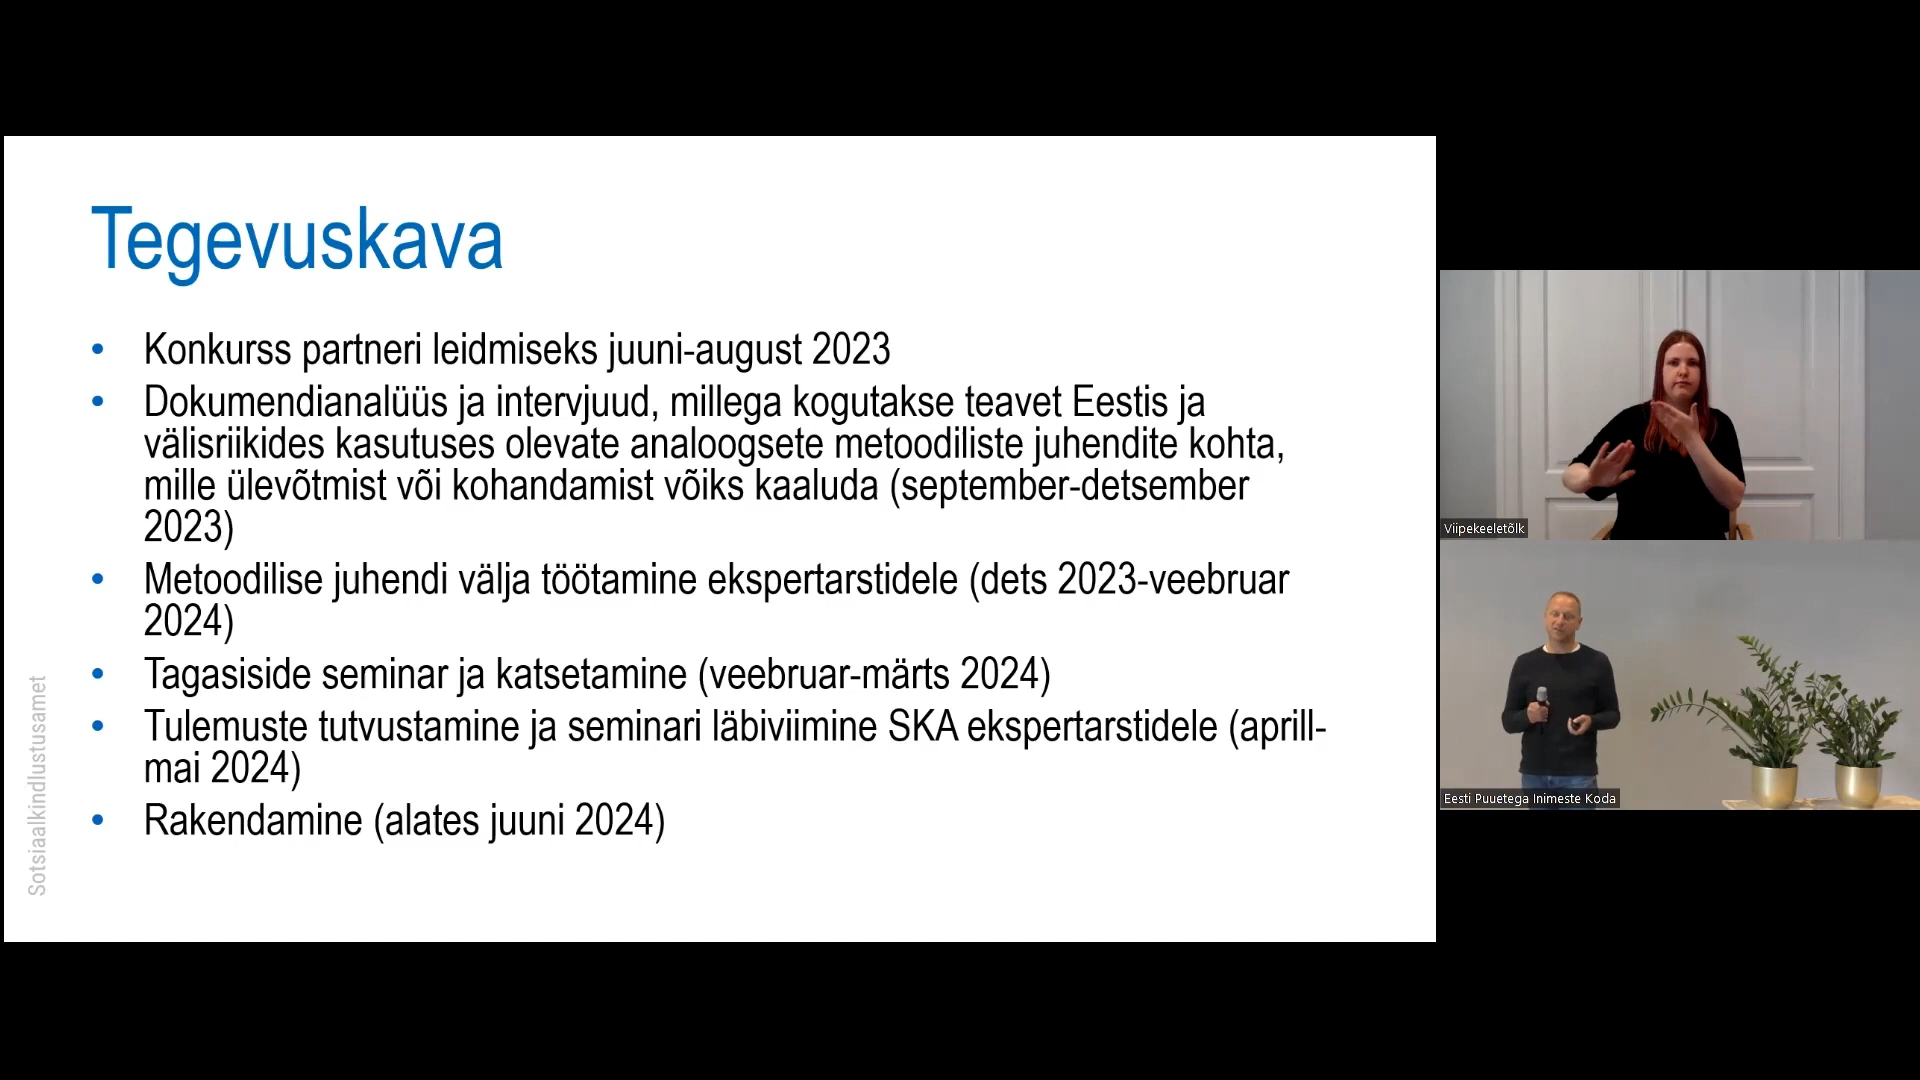 Tegevuskava
• Konkurss partneri leidmiseks juuni-august 2023
• Dokumendianalüüs ja intervjuud, millega kogutakse teavet Eestis ja
välisriikides kasutuses olevate analoogsete metoodiliste juhendite kohta,
mille ülevõtmist või kohandamist võiks kaaluda (september-detsember
2023)
• Metoodilise juhendi välja töötamine ekspertarstidele (dets 2023-veebruar
2024)
• Tagasiside seminar ja katsetamine (veebruar-märts 2024)
• Tulemuste tutvustamine ja seminari läbiviimine SKA ekspertarstidele (aprill-
mai 2024)
• Rakendamine (alates juuni 2024)
Sotsiaalkindlustusamet
Viipekeeletõlk
Eesti Puuetega Inimeste Koda